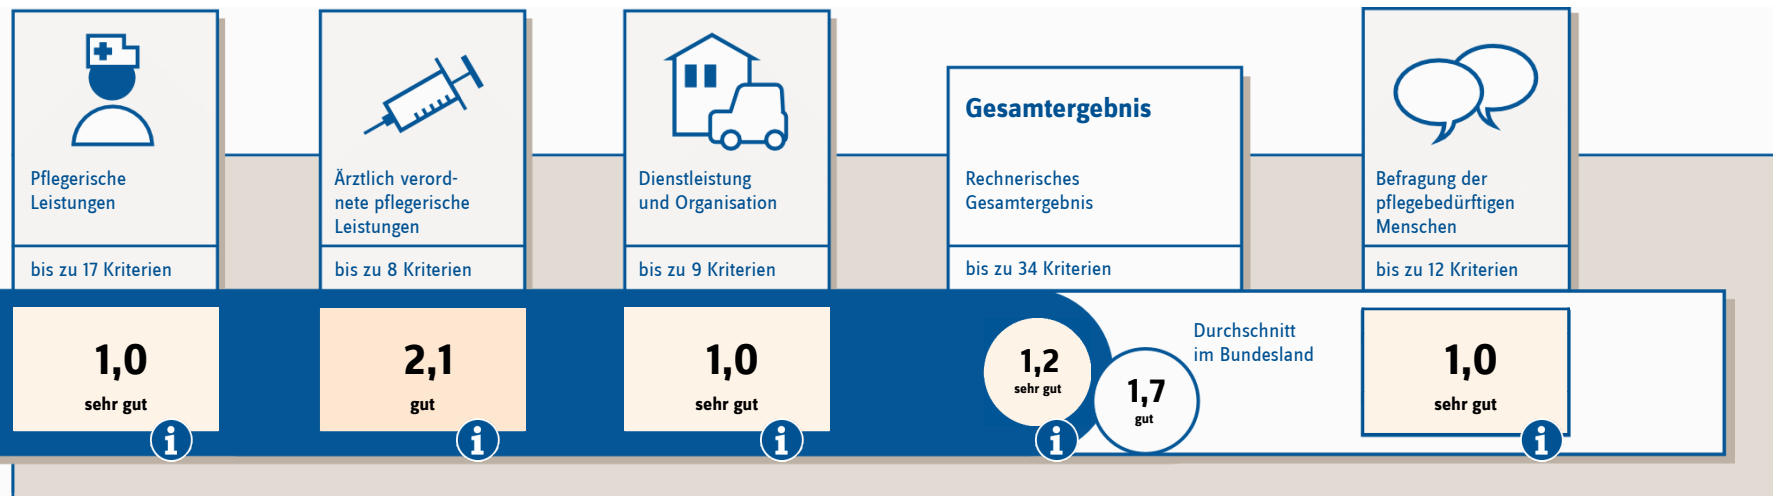 Pflegerische
Leistungen
bis zu 17 Kriterien
1,0
sehr gut
Ärztlich verord-
nete pflegerische
Leistungen
bis zu 8 Kriterien
2,1
gut
Dienstleistung
und Organisation
bis zu 9 Kriterien
1,0
sehr gut
Gesamtergebnis
Rechnerisches
Gesamtergebnis
bis zu 34 Kriterien
1,2
sehr gut
1,7
gut
Durchschnitt
im Bundesland
Befragung der
pflegebedürftigen
Menschen
bis zu 12 Kriterien
1,0
sehr gut